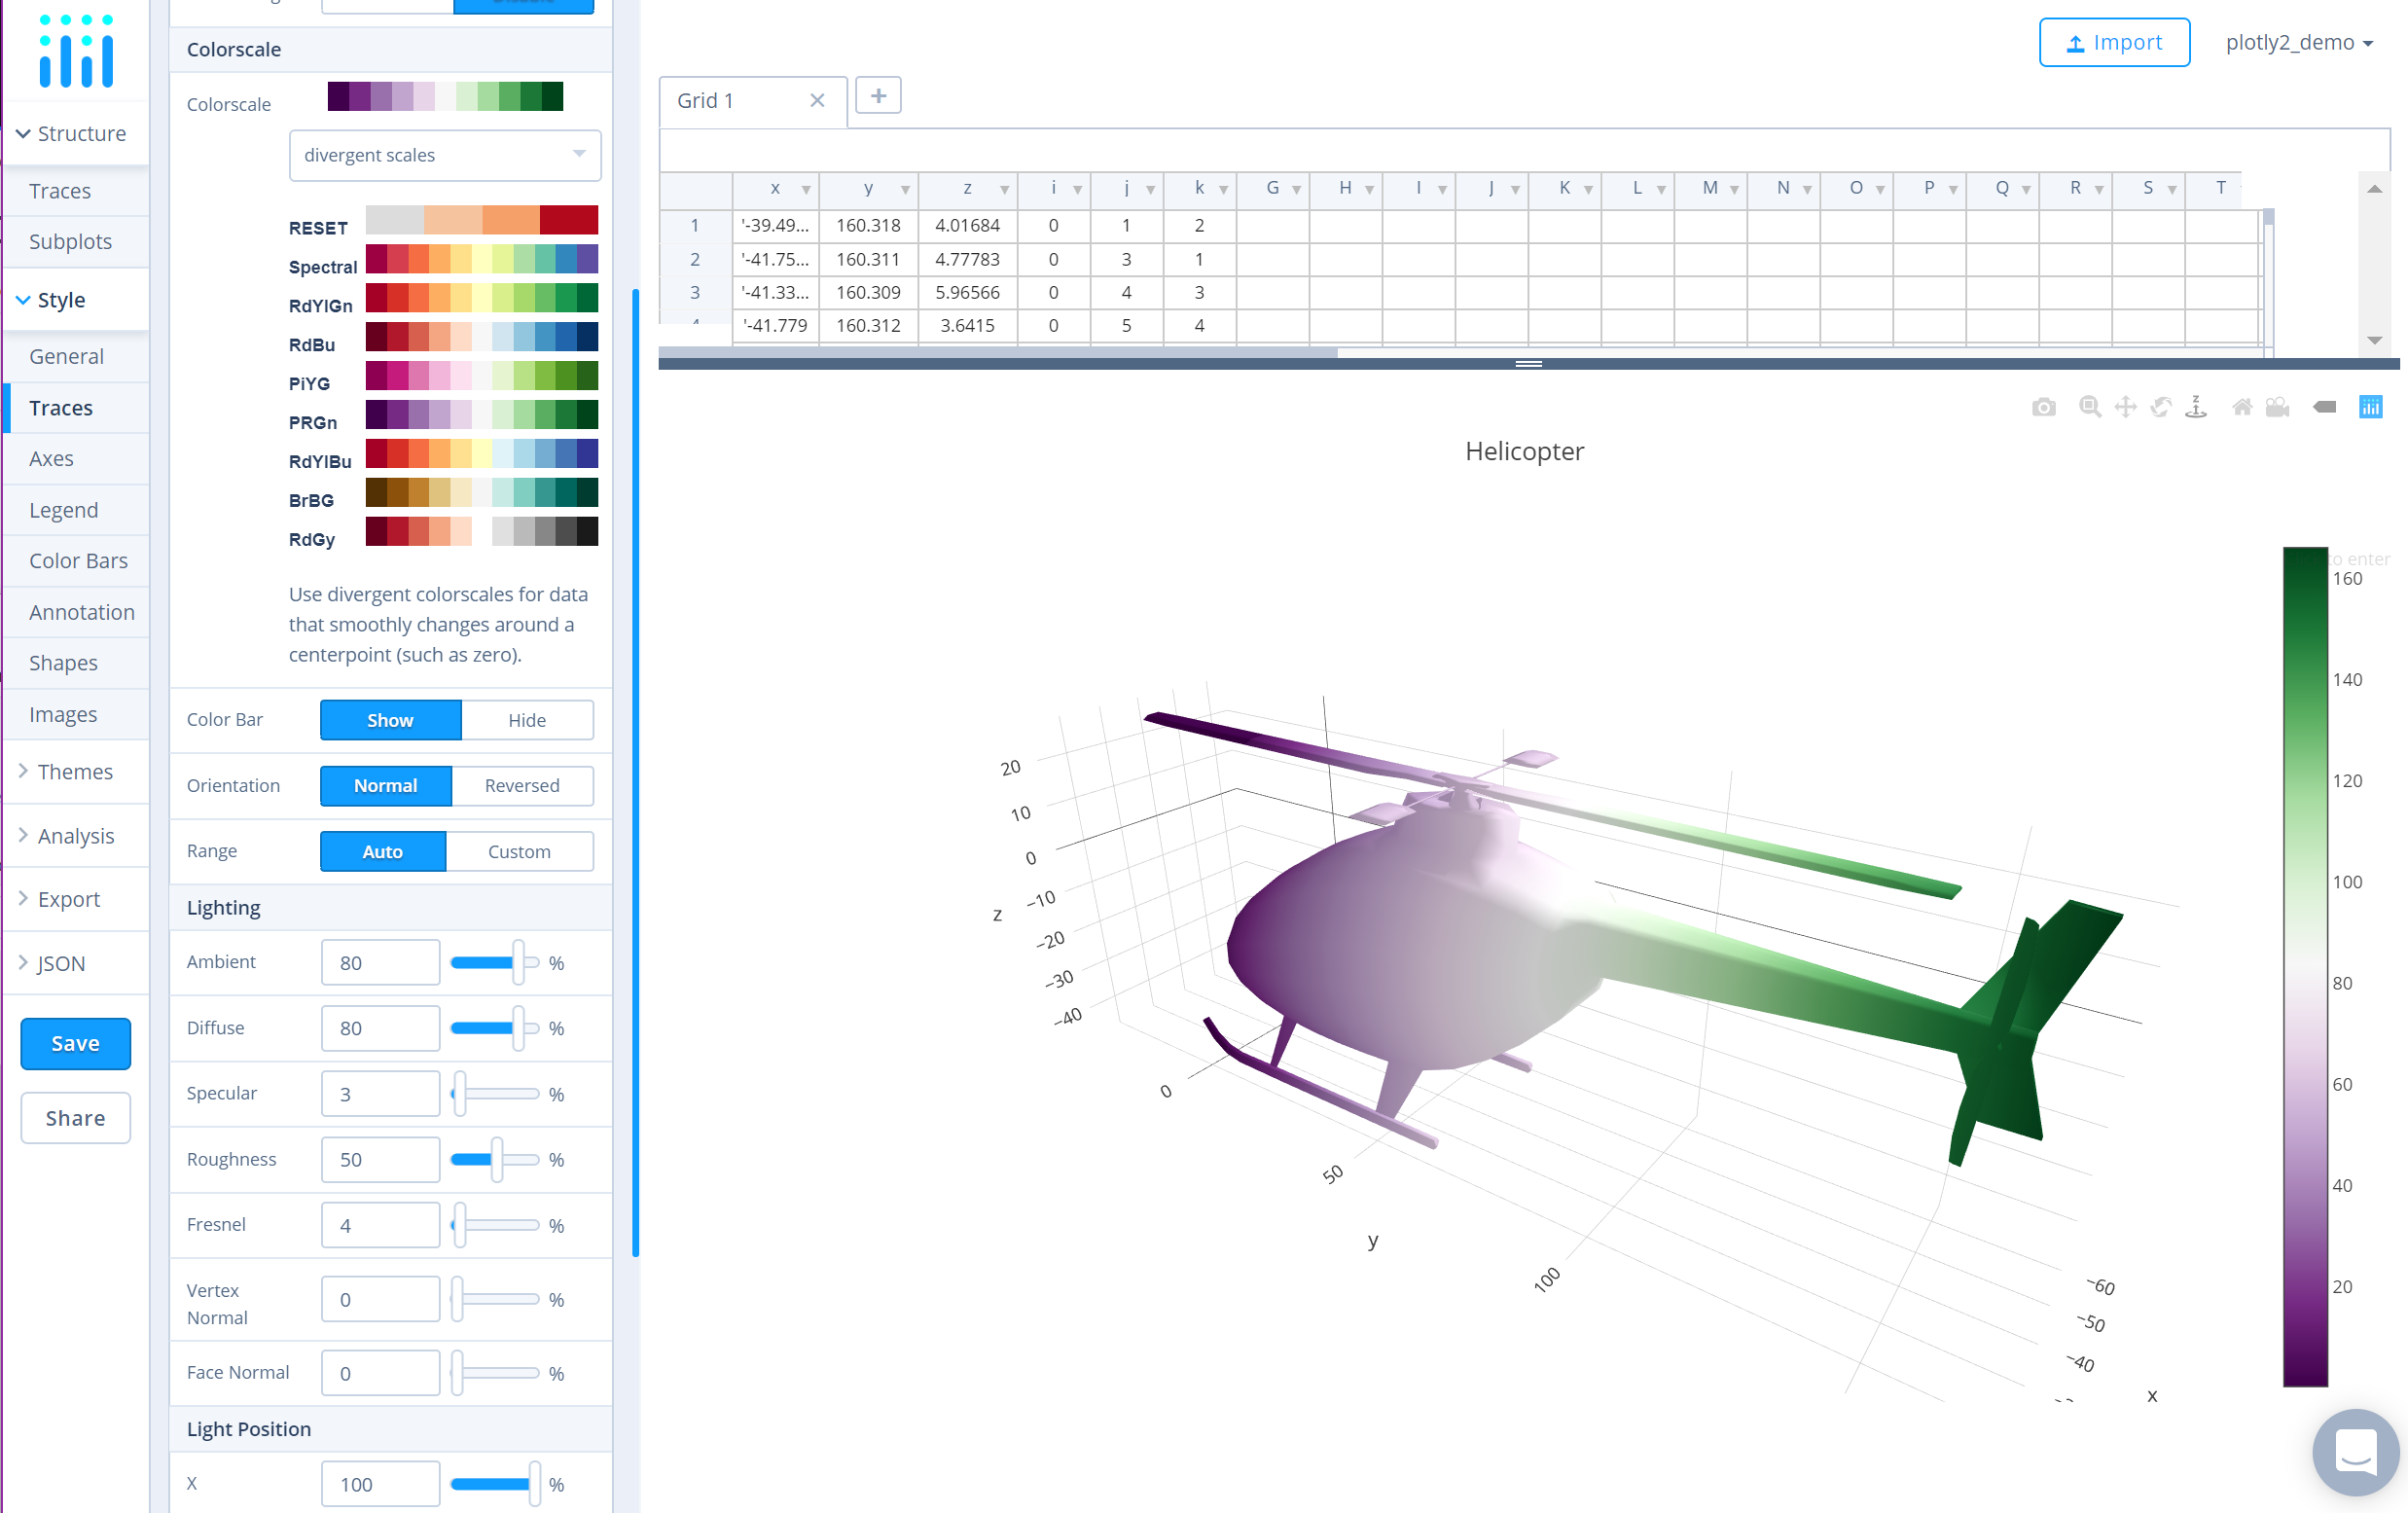 Import
plotly2_demo
Structure
Traces
Subplots
Style
General
Traces
Axes
Legend
Color Bars
Annotation
Shapes
Images
Themes
Analysis
Export
JSON
Save
Share
Colorscale
Colorscale
divergent scales
RESET
Spectral
RdYlGn
RdBu
PiYG
PRGn
RdYlBu
BrBG
RdGy
Use divergent colorscales for data
that smoothly changes around a
centerpoint (such as zero).
Color Bar Show Hide
Orientation Normal Reversed
Range Auto Custom
Lighting
Ambient 80 %
Diffuse 80 %
Specular 3 %
Roughness 50 %
Fresnel 4 %
Vertex
Normal 0 %
Face Normal 0 %
Light Position
X 100 %
Grid 1
x y z i j k G H I J K L M N O P Q R S T
1 '-39.49... 160.318 4.01684 0 1 2
2 '-41.75... 160.311 4.77783 0 3 1
3 '-41.33... 160.309 5.96566 0 4 3
4 '-41.779 160.312 3.6415 0 5 4
z
Helicopter
to enter
160
140
120
100
80
60
40
20
20
10
0
−10
−20
−30
−40
z
0
50
100
y
−60
−50
−40
x